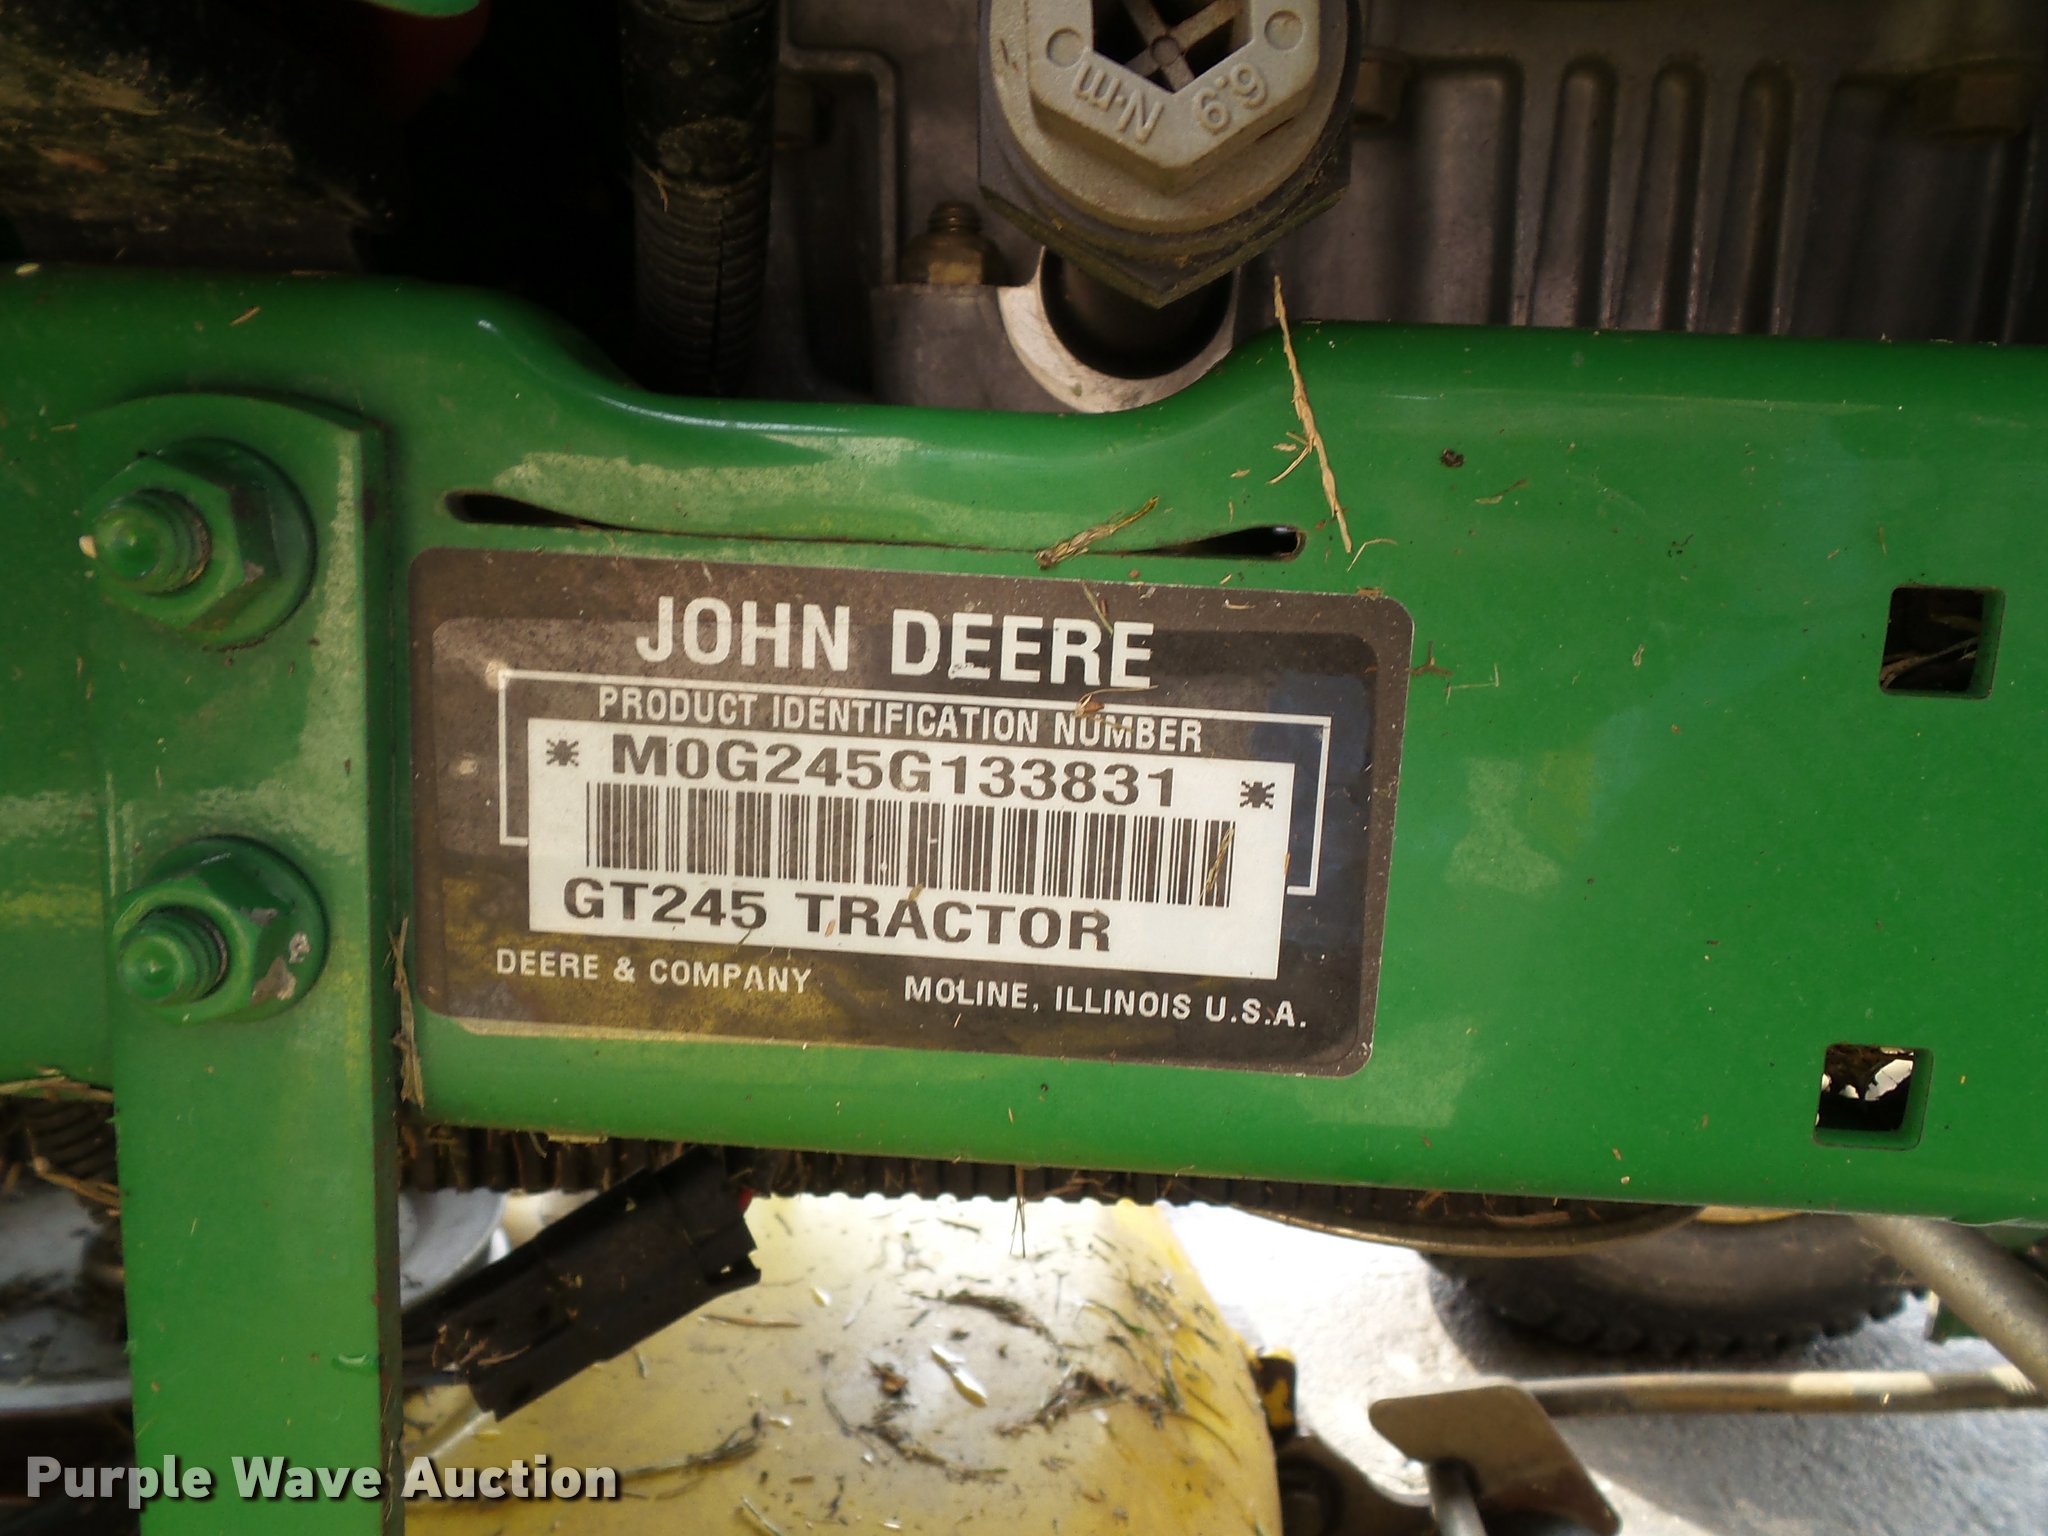 6.9 N·m
JOHN DEERE
PRODUCT IDENTIFICATION NUMBER
* M0G245G133831 *
GT245 TRACTOR
DEERE & COMPANY MOLINE, ILLINOIS U.S.A.
Purple Wave Auction